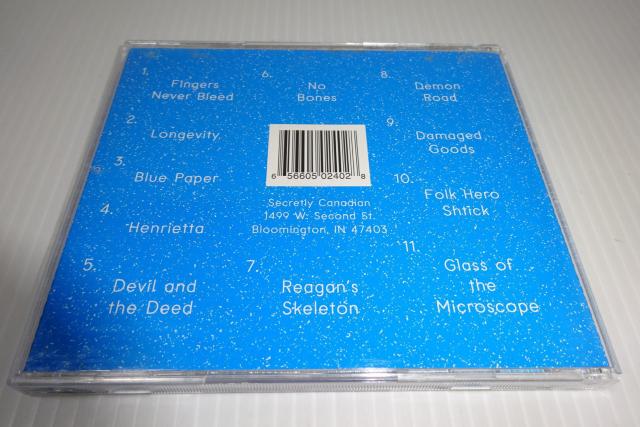 1.
Fingers
Never Bleed
2.
Longevity
3.
Blue Paper
4.
Henrietta
5.
Devil and
the Deed
6.
No
Bones
6 56605 02402 8
Secretly Canadian
1499 W. Second St.
Bloomington, IN 47403
7.
Reagan's
Skeleton
8.
Demon
Road
9.
Damaged
Goods
10.
Folk Hero
Shtick
11.
Glass of
the
Microscope